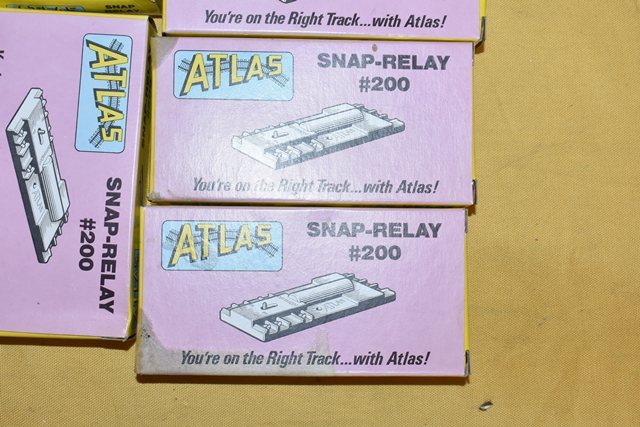 You're on the Right Track...with Atlas!
ATLAS
SNAP-RELAY
#200
You're on the Right Track...with Atlas!
ATLAS
SNAP-RELAY
#200
You're on the Right Track...with Atlas!
ATLAS
SNAP-RELAY
#200